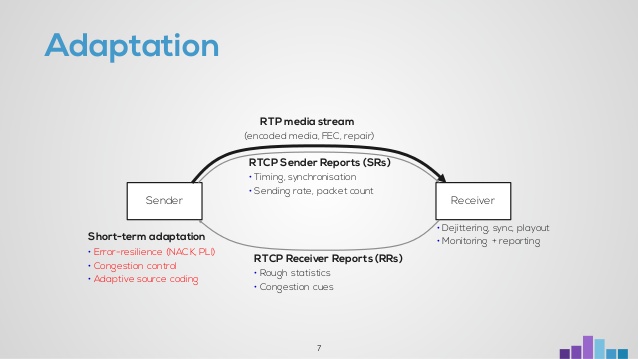 Adaptation
RTP media stream
(encoded media, FEC, repair)
RTCP Sender Reports (SRs)
• Timing, synchronisation
• Sending rate, packet count
Sender
Receiver
Short-term adaptation
• Error-resilience (NACK, PLI)
• Congestion control
• Adaptive source coding
• Dejittering, sync, playout
• Monitoring + reporting
RTCP Receiver Reports (RRs)
• Rough statistics
• Congestion cues
7